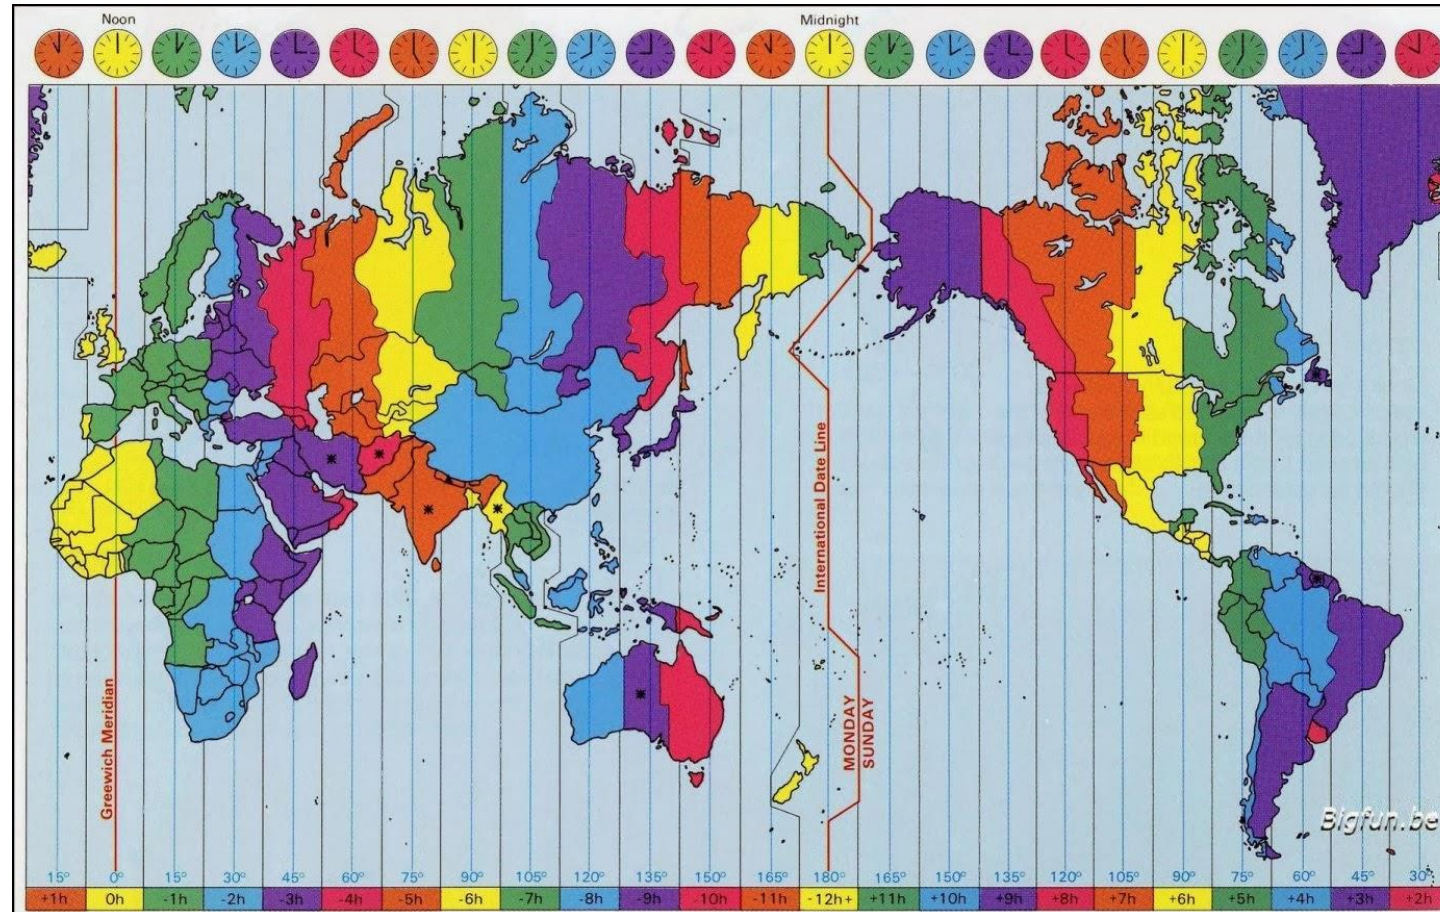 Noon
Midnight
Greewich Meridian
International Date Line
MONDAY
SUNDAY
Bigfun.be
15° 0° 15° 30° 45° 60° 75° 90° 105° 120° 135° 150° 165° 180° 165° 150° 135° 120° 105° 90° 75° 60° 45° 30°
+1h 0h -1h -2h -3h -4h -5h -6h -7h -8h -9h -10h -11h -12h+ +11h +10h +9h +8h +7h +6h +5h +4h +3h +2h